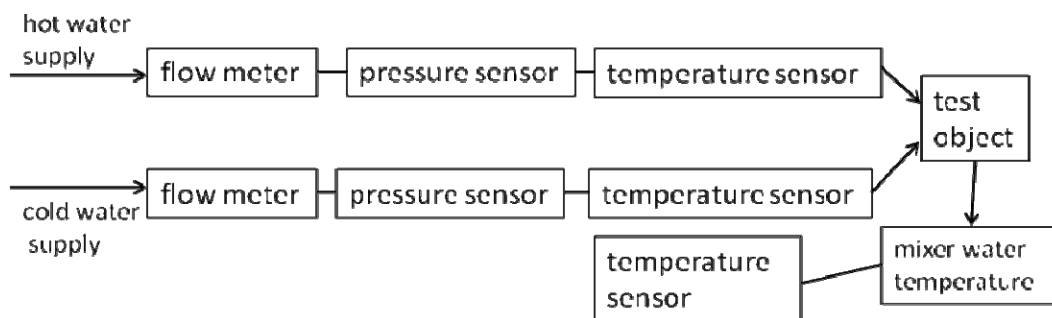 hot water
supply
flow meter
pressure sensor
temperature sensor
test
object
flow meter
pressure sensor
temperature sensor
cold water
supply
temperature
sensor
mixer water
temperature